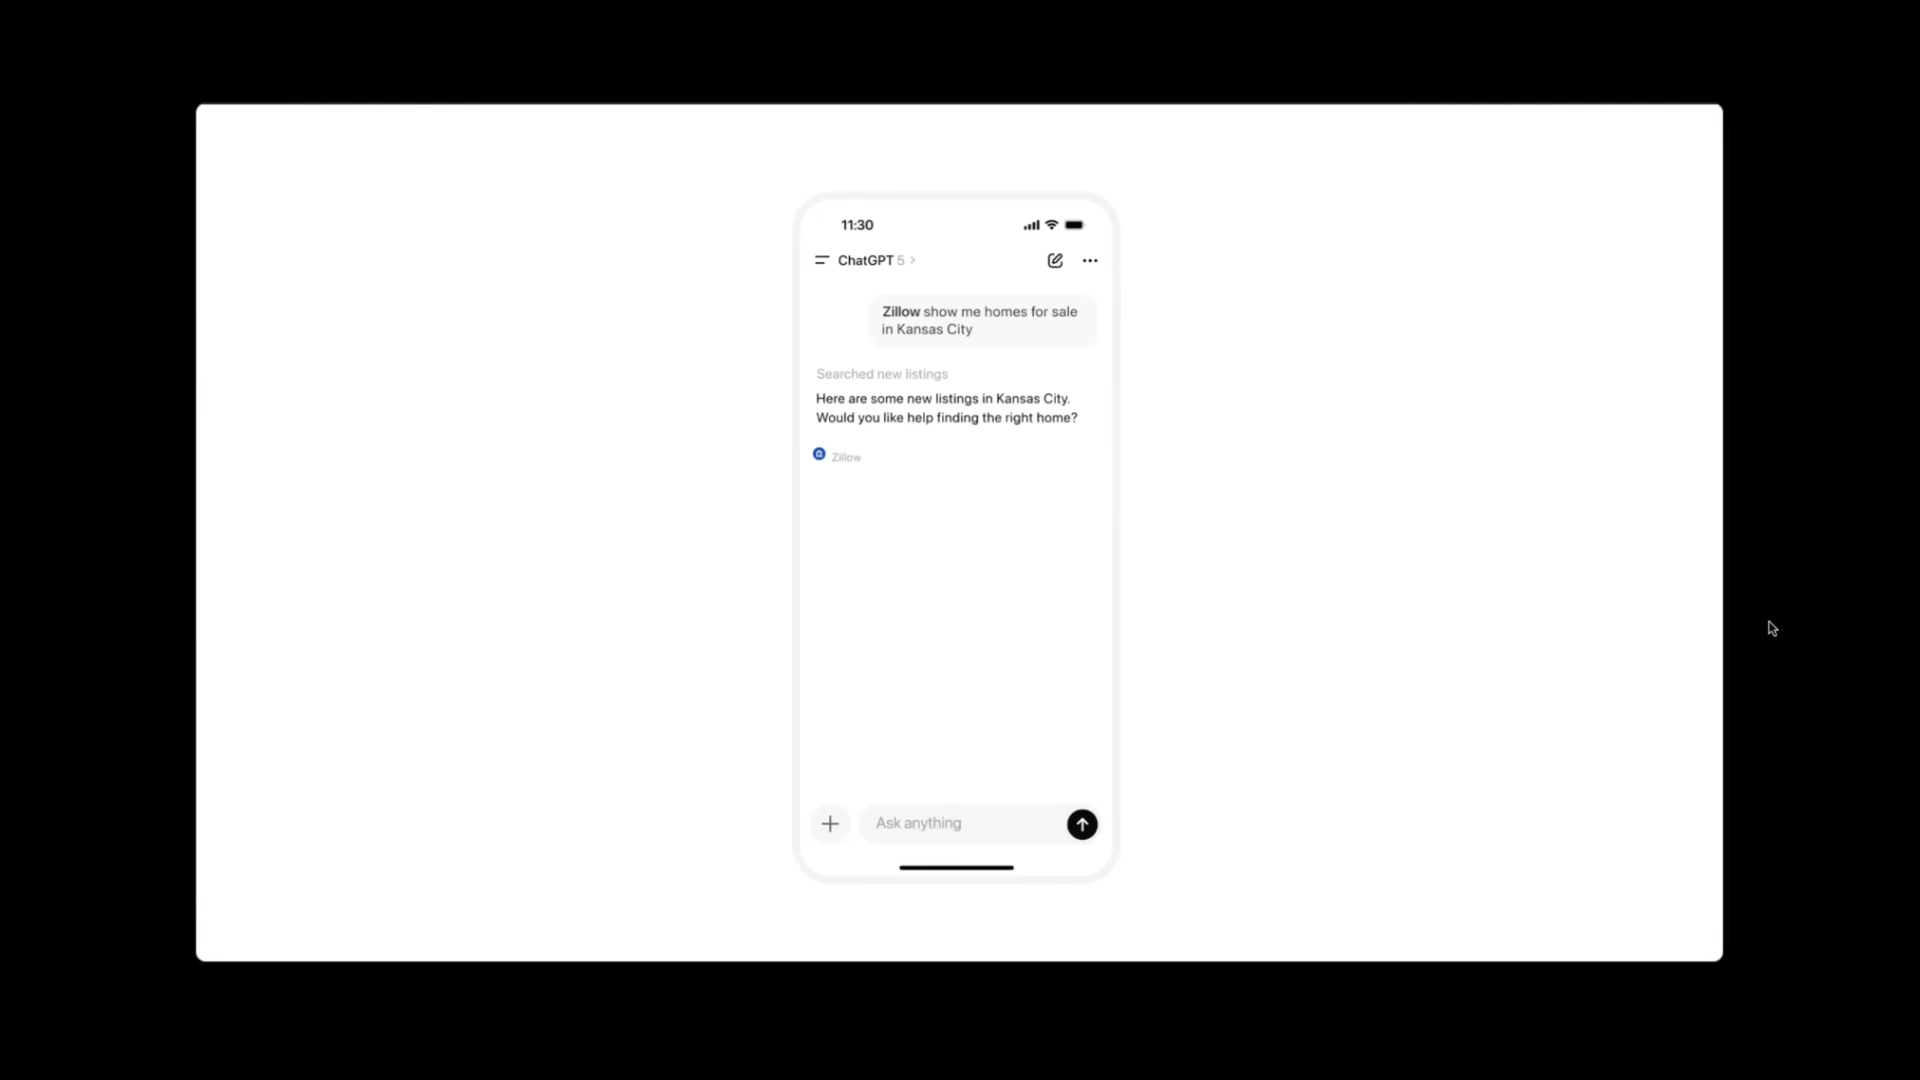 11:30
ChatGPT 5 >
Zillow show me homes for sale
in Kansas City
Searched new listings
Here are some new listings in Kansas City.
Would you like help finding the right home?
Zillow
Ask anything